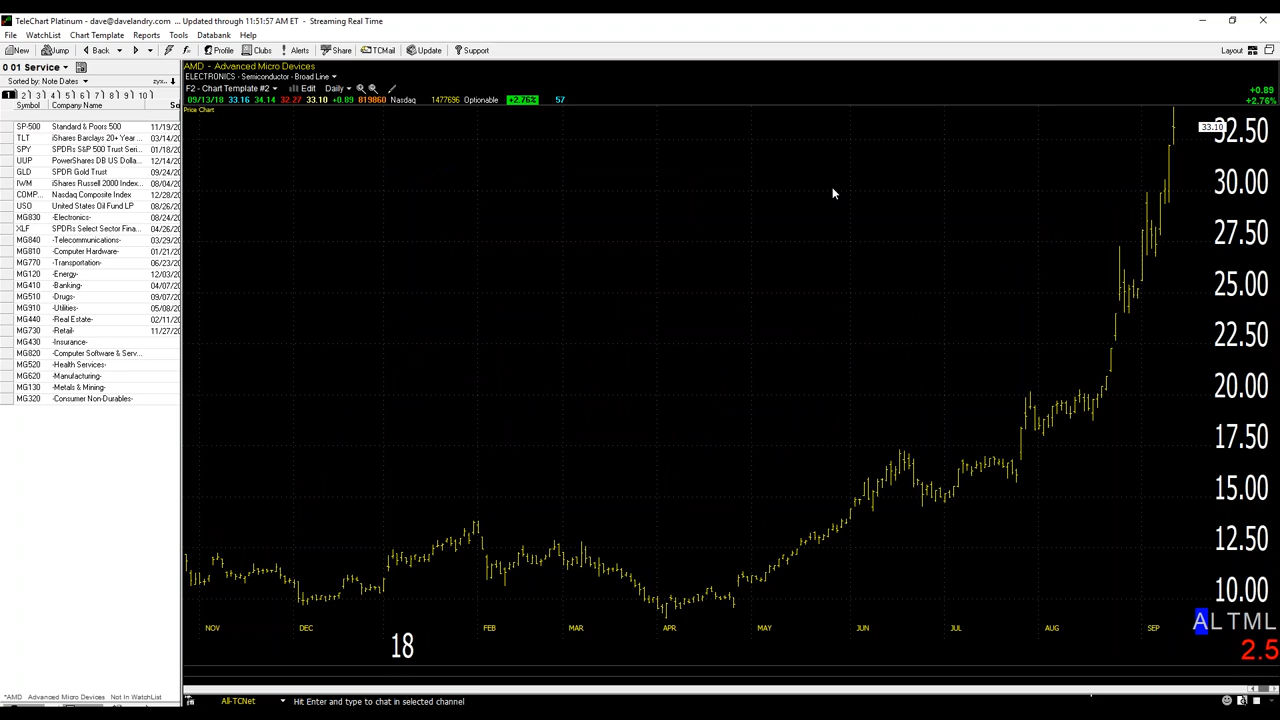 TeleChart Platinum - dave@davelandry.com ... Updated through 11:51:57 AM ET - Streaming Real Time
File WatchList Chart Template Reports Tools Databank Help
New Jump Back Profile Clubs Alerts Share TCMail Update Support Layout
0 01 Service
Sorted by: Note Dates zyx...
1 2 3 4 5 6 7 8 9 10
Symbol Company Name
SP-500 Standard & Poors 500 11/19/20
TLT iShares Barclays 20+ Year ... 03/14/20
SPY SPDRs S&P 500 Trust Seri... 01/18/20
UUP PowerShares DB US Dolla... 12/14/20
GLD SPDR Gold Trust 09/24/20
IWM iShares Russell 2000 Index... 08/04/20
COMP... Nasdaq Composite Index 12/28/20
USO United States Oil Fund LP 08/26/20
MG830 -Electronics- 08/24/20
XLF SPDRs Select Sector Fina... 04/26/20
MG840 -Telecommunications- 03/29/20
MG810 -Computer Hardware- 01/21/20
MG770 -Transportation- 06/23/20
MG120 -Energy- 12/03/20
MG410 -Banking- 04/07/20
MG510 -Drugs- 09/07/20
MG910 -Utilities- 05/08/20
MG440 -Real Estate- 02/11/20
MG730 -Retail- 11/27/20
MG430 -Insurance-
MG820 -Computer Software & Serv...
MG520 -Health Services-
MG620 -Manufacturing-
MG130 -Metals & Mining-
MG320 -Consumer Non-Durables-
*AMD Advanced Micro Devices Not In WatchList
AMD - Advanced Micro Devices
ELECTRONICS - Semiconductor - Broad Line
F2 - Chart Template #2 Edit Daily
09/13/18 33.16 34.14 32.27 33.10 +0.89 819860 Nasdaq 1477696 Optionable +2.76% 57
+0.89
+2.76%
Price Chart
33.10
32.50
30.00
27.50
25.00
22.50
20.00
17.50
15.00
12.50
10.00
ALTML
NOV DEC FEB MAR APR MAY JUN JUL AUG SEP
18
2.5
All-TCNet Hit Enter and type to chat in selected channel